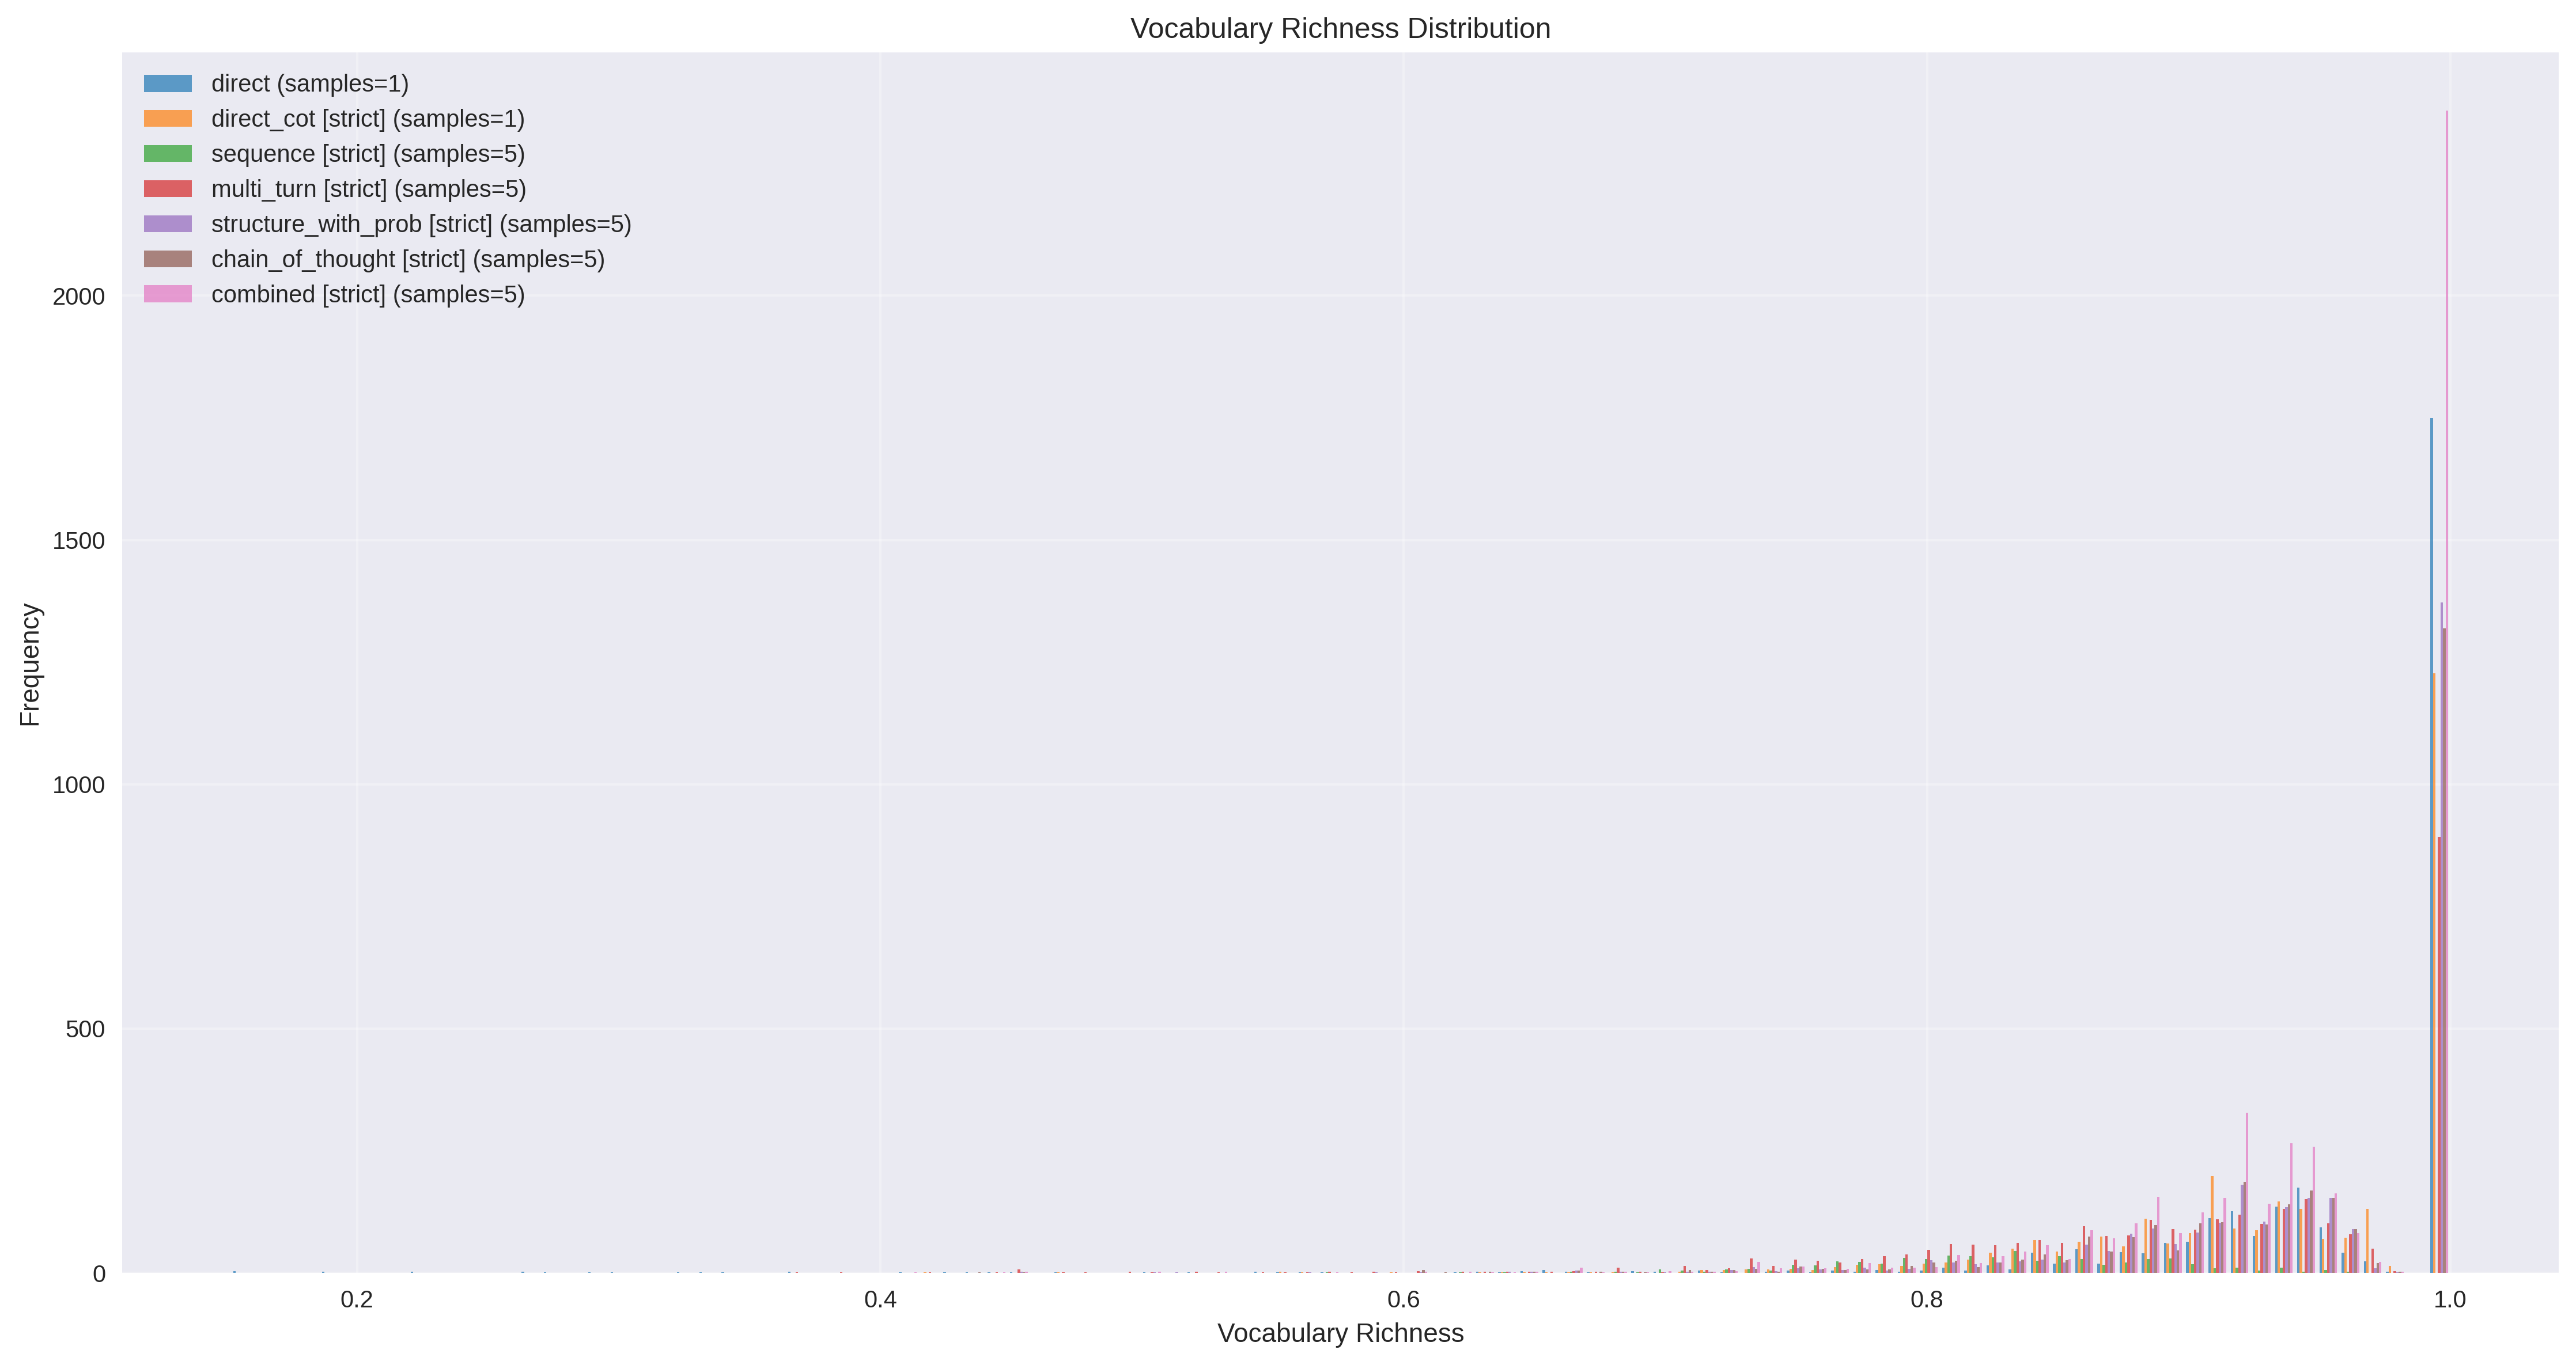 Vocabulary Richness Distribution
direct (samples=1)
direct_cot [strict] (samples=1)
sequence [strict] (samples=5)
multi_turn [strict] (samples=5)
structure_with_prob [strict] (samples=5)
chain_of_thought [strict] (samples=5)
combined [strict] (samples=5)
2000
1500
1000
500
0
Frequency
0.2 0.4 0.6 0.8 1.0
Vocabulary Richness